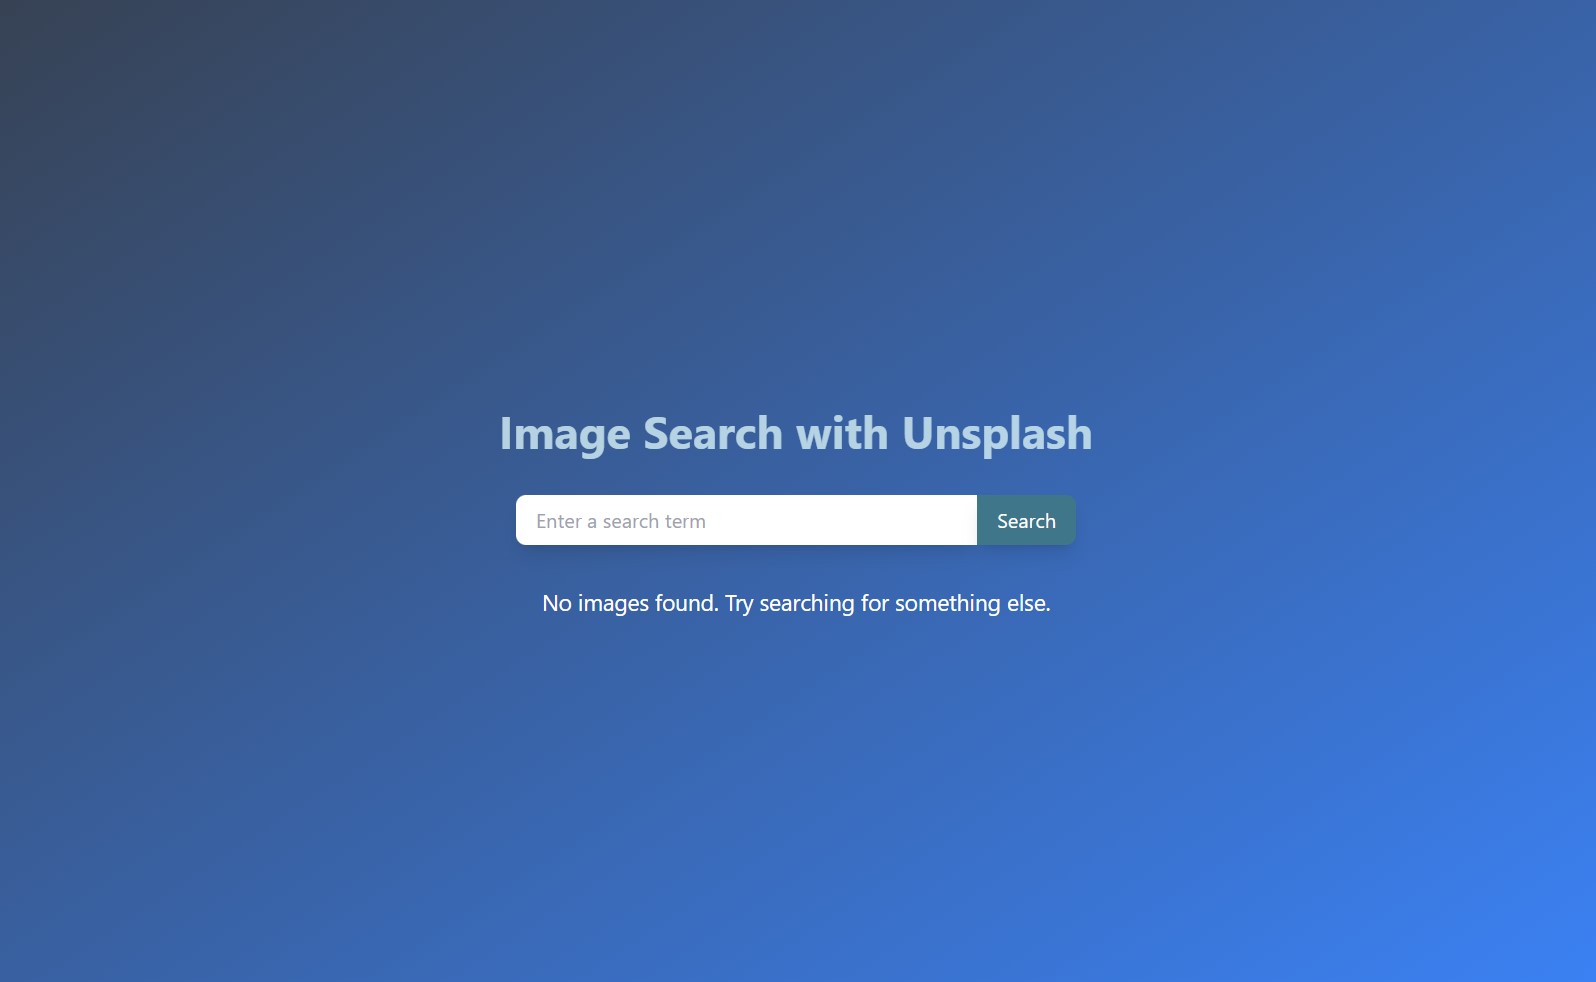 Image Search with Unsplash
Enter a search term
Search
No images found. Try searching for something else.